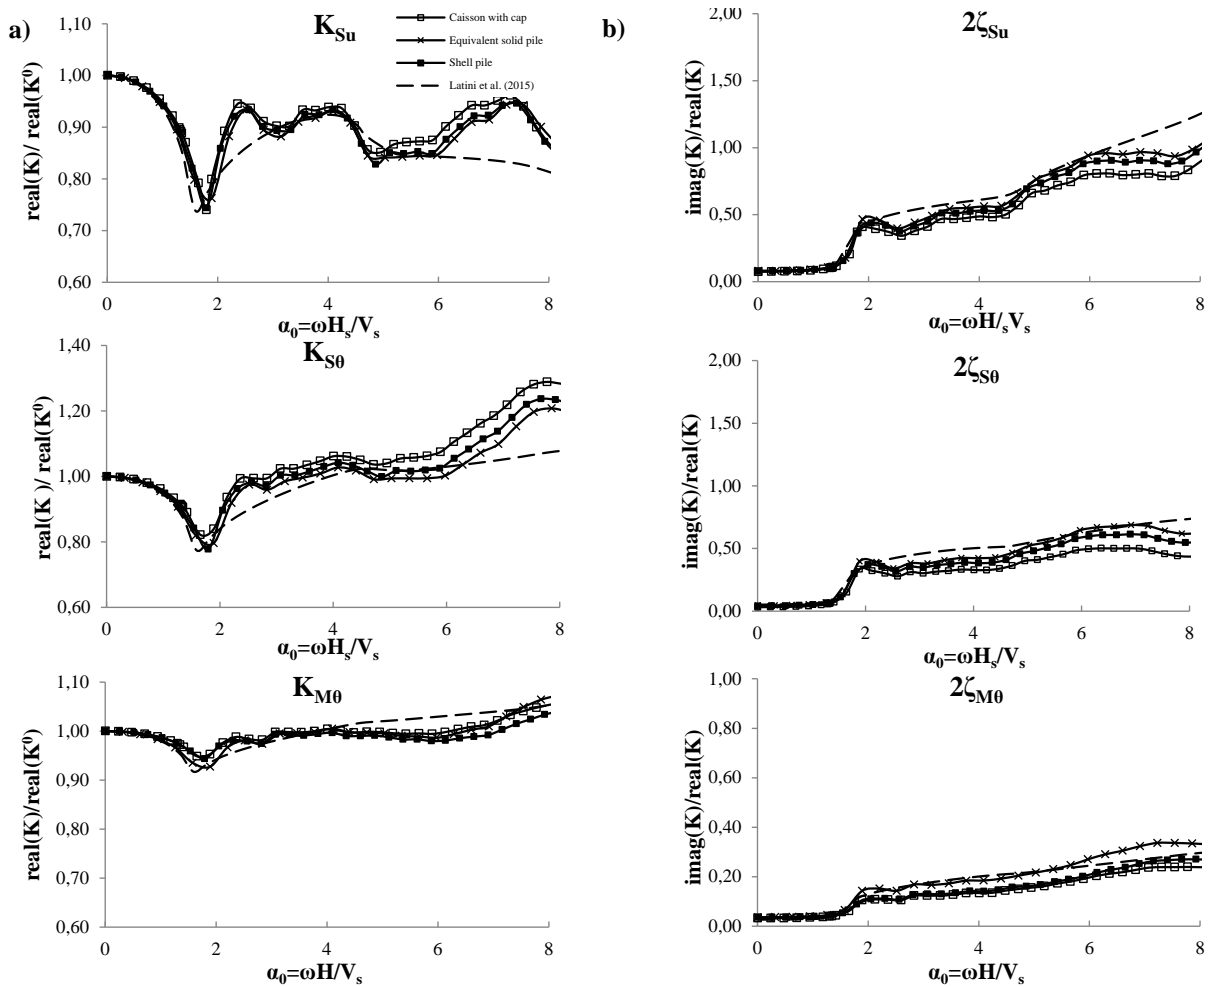 a)
K_Su
real(K)/ real(K⁰)
1,10
1,00
0,90
0,80
0,70
0,60
0 2 4 6 8
α₀=ωH_s/V_s
Caisson with cap
Equivalent solid pile
Shell pile
Latini et al. (2015)
K_Sθ
real(K )/ real(K⁰)
1,40
1,20
1,00
0,80
0,60
0 2 4 6 8
α₀=ωH_s/V_s
K_Mθ
real(K)/real(K⁰)
1,10
1,00
0,90
0,80
0,70
0,60
0 2 4 6 8
α₀=ωH/V_s
b)
2ζ_Su
imag(K)/real(K)
2,00
1,50
1,00
0,50
0,00
0 2 4 6 8
α₀=ωH/_sV_s
2ζ_Sθ
imag(K)/real(K)
2,00
1,50
1,00
0,50
0,00
0 2 4 6 8
α₀=ωH_s/V_s
2ζ_Mθ
imag(K)/real(K)
1,00
0,80
0,60
0,40
0,20
0,00
0 2 4 6 8
α₀=ωH/V_s